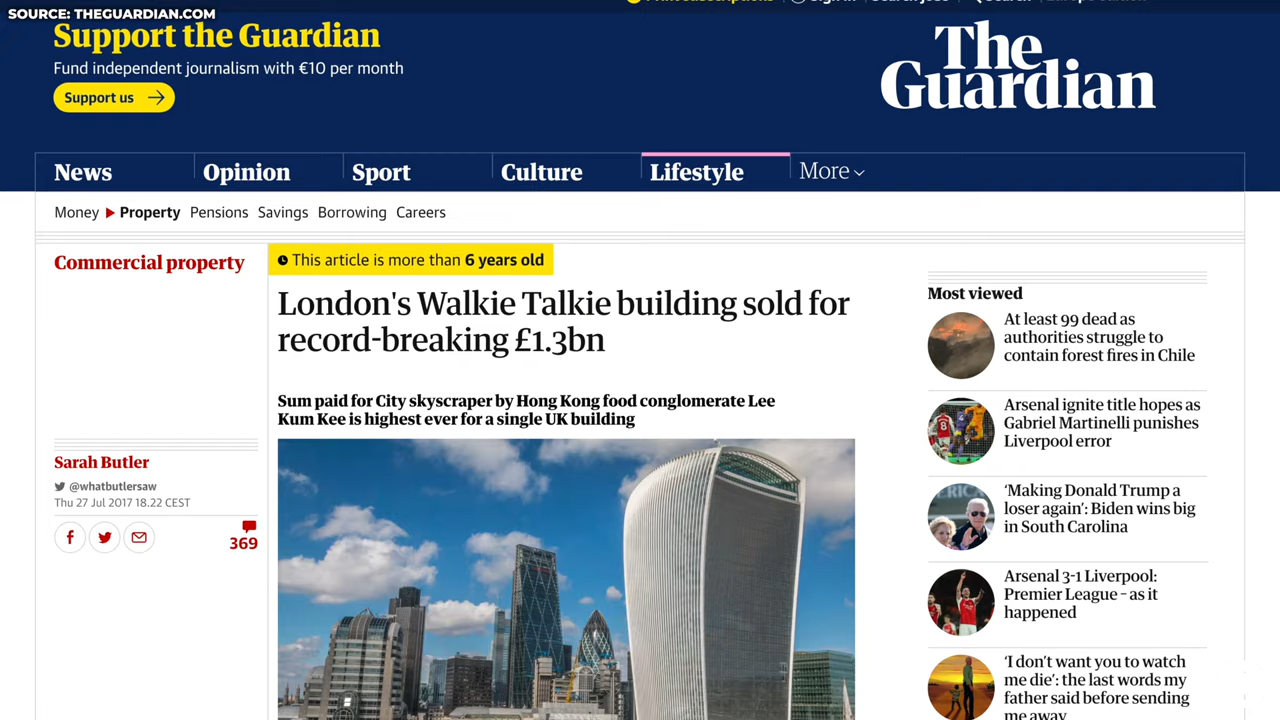 SOURCE: THEGUARDIAN.COM
Support the Guardian
Fund independent journalism with €10 per month
Support us
The
Guardian
News
Opinion
Sport
Culture
Lifestyle
More
Money
Property
Pensions
Savings
Borrowing
Careers
Commercial property
This article is more than 6 years old
London's Walkie Talkie building sold for
record-breaking £1.3bn
Sum paid for City skyscraper by Hong Kong food conglomerate Lee
Kum Kee is highest ever for a single UK building
Sarah Butler
@whatbutlersaw
Thu 27 Jul 2017 18.22 CEST
369
Most viewed
At least 99 dead as
authorities struggle to
contain forest fires in Chile
Arsenal ignite title hopes as
Gabriel Martinelli punishes
Liverpool error
‘Making Donald Trump a
loser again’: Biden wins big
in South Carolina
Arsenal 3-1 Liverpool:
Premier League – as it
happened
‘I don’t want you to watch
me die’: the last words my
father said before sending
me away